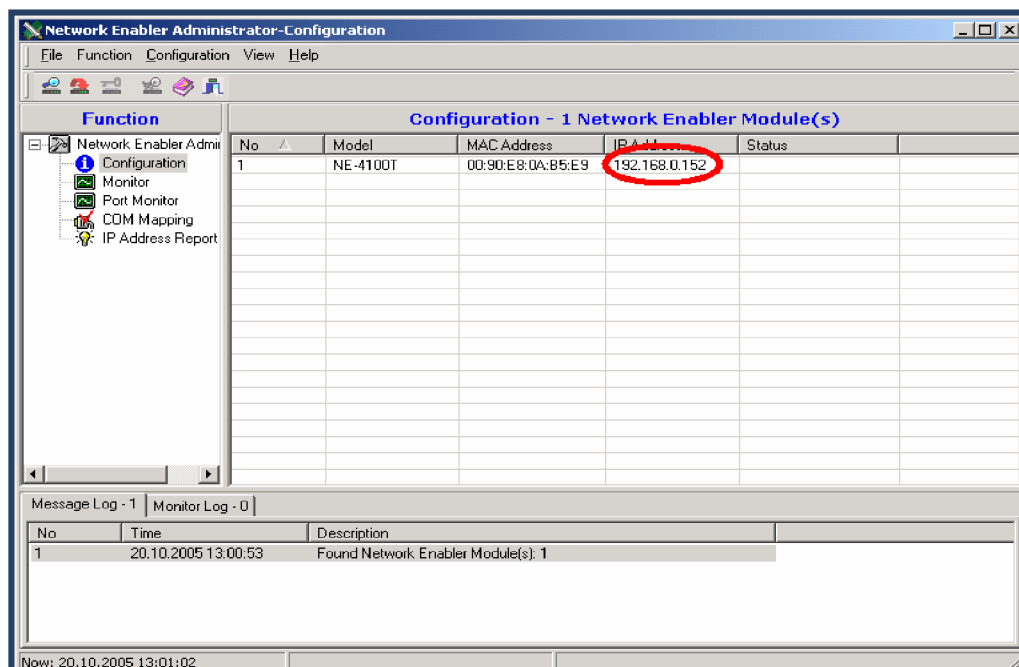 Network Enabler Administrator-Configuration
File Function Configuration View Help
Function
Configuration - 1 Network Enabler Module(s)
Network Enabler Admi
Configuration
Monitor
Port Monitor
COM Mapping
IP Address Report
No Model MAC Address IP Address Status
1 NE-4100T 00:90:E8:0A:B5:E9 192.168.0.152
Message Log - 1 Monitor Log - 0
No Time Description
1 20.10.2005 13:00:53 Found Network Enabler Module(s): 1
Now: 20.10.2005 13:01:02